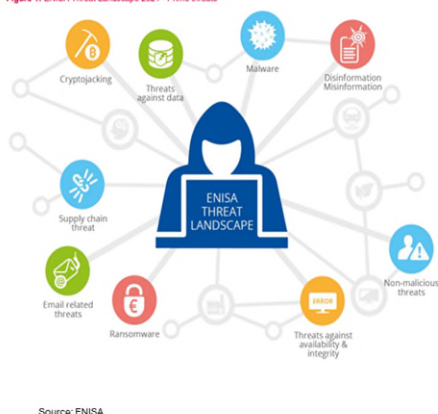 Cryptojacking
Threats
against data
Malware
Disinformation
Misinformation
ENISA
THREAT
LANDSCAPE
Supply chain
threat
Email related
threats
Ransomware
ERROR
Threats against
availability &
integrity
Non-malicious
threats
Source: ENISA